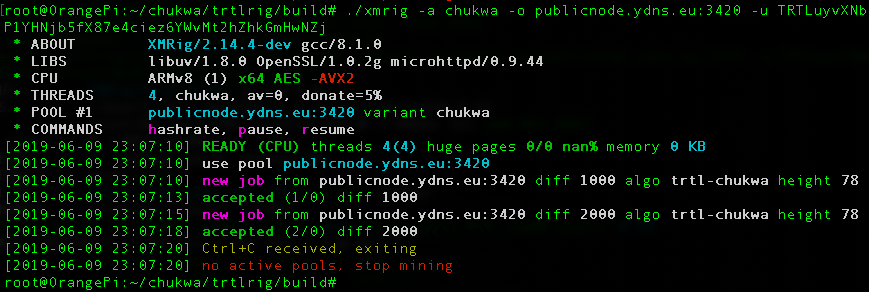 root@OrangePi:~/chukwa/trtlrig/build# ./xmrig -a chukwa -o publicnode.ydns.eu:3420 -u TRTLuyvXNb
P1YHNjb5fX87e4ciez6YWvMt2hZhkGmHwNZj
* ABOUT XMRig/2.14.4-dev gcc/8.1.0
* LIBS libuv/1.8.0 OpenSSL/1.0.2g microhttpd/0.9.44
* CPU ARMv8 (1) x64 AES -AVX2
* THREADS 4, chukwa, av=0, donate=5%
* POOL #1 publicnode.ydns.eu:3420 variant chukwa
* COMMANDS hashrate, pause, resume
[2019-06-09 23:07:10] READY (CPU) threads 4(4) huge pages 0/0 nan% memory 0 KB
[2019-06-09 23:07:10] use pool publicnode.ydns.eu:3420
[2019-06-09 23:07:10] new job from publicnode.ydns.eu:3420 diff 1000 algo trtl-chukwa height 78
[2019-06-09 23:07:13] accepted (1/0) diff 1000
[2019-06-09 23:07:15] new job from publicnode.ydns.eu:3420 diff 2000 algo trtl-chukwa height 78
[2019-06-09 23:07:18] accepted (2/0) diff 2000
[2019-06-09 23:07:20] Ctrl+C received, exiting
[2019-06-09 23:07:20] no active pools, stop mining
root@OrangePi:~/chukwa/trtlrig/build#